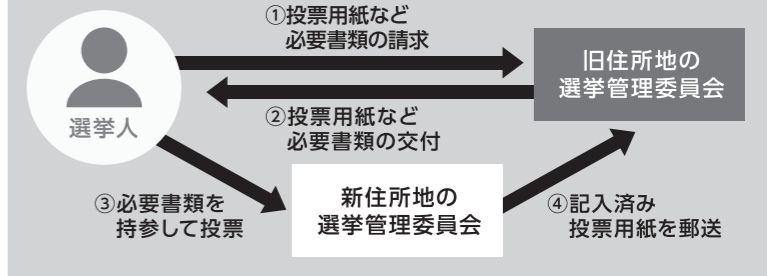 ①投票用紙など
必要書類の請求
旧住所地の
選挙管理委員会
選挙人
②投票用紙など
必要書類の交付
③必要書類を
持参して投票
新住所地の
選挙管理委員会
④記入済み
投票用紙を郵送